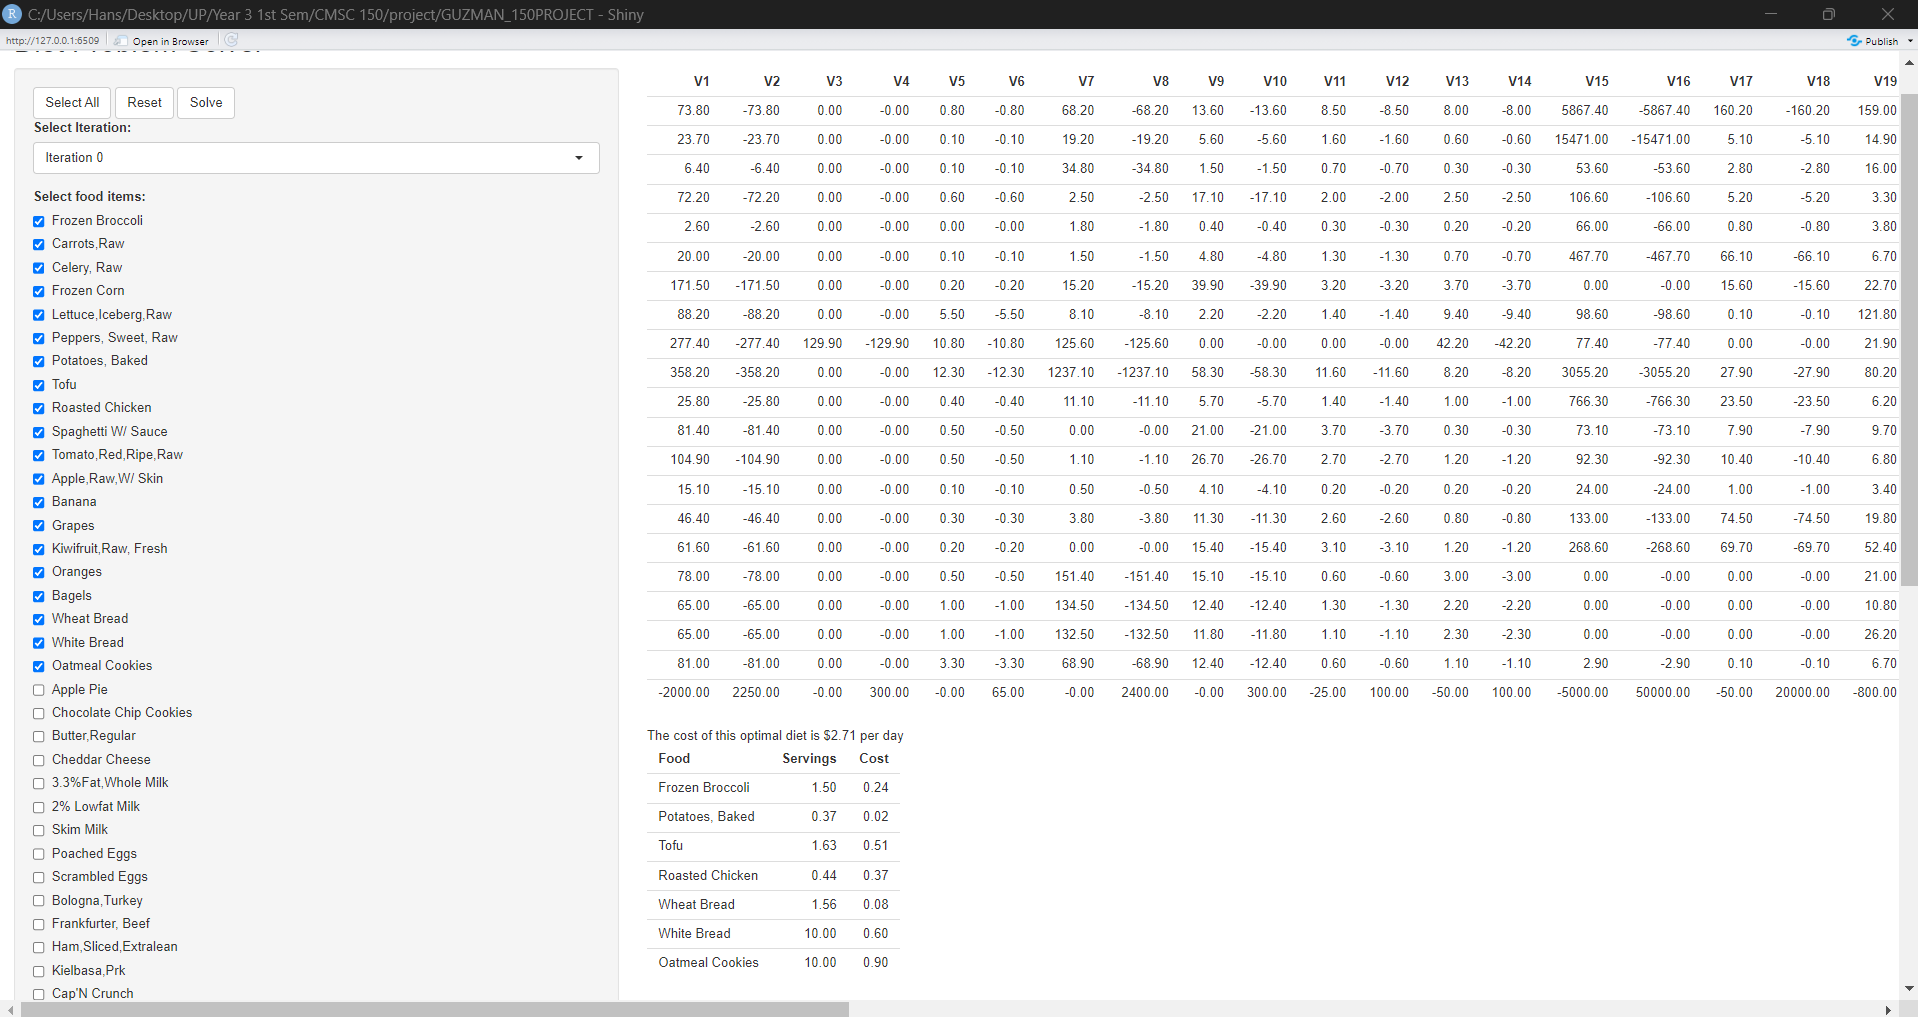 C:/Users/Hans/Desktop/UP/Year 3 1st Sem/CMSC 150/project/GUZMAN_150PROJECT - Shiny
http://127.0.0.1:6509 Open in Browser Publish
Select All Reset Solve
Select Iteration:
Iteration 0
Select food items:
Frozen Broccoli
Carrots,Raw
Celery, Raw
Frozen Corn
Lettuce,Iceberg,Raw
Peppers, Sweet, Raw
Potatoes, Baked
Tofu
Roasted Chicken
Spaghetti W/ Sauce
Tomato,Red,Ripe,Raw
Apple,Raw,W/ Skin
Banana
Grapes
Kiwifruit,Raw, Fresh
Oranges
Bagels
Wheat Bread
White Bread
Oatmeal Cookies
Apple Pie
Chocolate Chip Cookies
Butter,Regular
Cheddar Cheese
3.3%Fat,Whole Milk
2% Lowfat Milk
Skim Milk
Poached Eggs
Scrambled Eggs
Bologna,Turkey
Frankfurter, Beef
Ham,Sliced,Extralean
Kielbasa,Prk
Cap'N Crunch
V1 V2 V3 V4 V5 V6 V7 V8 V9 V10 V11 V12 V13 V14 V15 V16 V17 V18 V19
73.80 -73.80 0.00 -0.00 0.80 -0.80 68.20 -68.20 13.60 -13.60 8.50 -8.50 8.00 -8.00 5867.40 -5867.40 160.20 -160.20 159.00
23.70 -23.70 0.00 -0.00 0.10 -0.10 19.20 -19.20 5.60 -5.60 1.60 -1.60 0.60 -0.60 15471.00 -15471.00 5.10 -5.10 14.90
6.40 -6.40 0.00 -0.00 0.10 -0.10 34.80 -34.80 1.50 -1.50 0.70 -0.70 0.30 -0.30 53.60 -53.60 2.80 -2.80 16.00
72.20 -72.20 0.00 -0.00 0.60 -0.60 2.50 -2.50 17.10 -17.10 2.00 -2.00 2.50 -2.50 106.60 -106.60 5.20 -5.20 3.30
2.60 -2.60 0.00 -0.00 0.00 -0.00 1.80 -1.80 0.40 -0.40 0.30 -0.30 0.20 -0.20 66.00 -66.00 0.80 -0.80 3.80
20.00 -20.00 0.00 -0.00 0.10 -0.10 1.50 -1.50 4.80 -4.80 1.30 -1.30 0.70 -0.70 467.70 -467.70 66.10 -66.10 6.70
171.50 -171.50 0.00 -0.00 0.20 -0.20 15.20 -15.20 39.90 -39.90 3.20 -3.20 3.70 -3.70 0.00 -0.00 15.60 -15.60 22.70
88.20 -88.20 0.00 -0.00 5.50 -5.50 8.10 -8.10 2.20 -2.20 1.40 -1.40 9.40 -9.40 98.60 -98.60 0.10 -0.10 121.80
277.40 -277.40 129.90 -129.90 10.80 -10.80 125.60 -125.60 0.00 -0.00 0.00 -0.00 42.20 -42.20 77.40 -77.40 0.00 -0.00 21.90
358.20 -358.20 0.00 -0.00 12.30 -12.30 1237.10 -1237.10 58.30 -58.30 11.60 -11.60 8.20 -8.20 3055.20 -3055.20 27.90 -27.90 80.20
25.80 -25.80 0.00 -0.00 0.40 -0.40 11.10 -11.10 5.70 -5.70 1.40 -1.40 1.00 -1.00 766.30 -766.30 23.50 -23.50 6.20
81.40 -81.40 0.00 -0.00 0.50 -0.50 0.00 -0.00 21.00 -21.00 3.70 -3.70 0.30 -0.30 73.10 -73.10 7.90 -7.90 9.70
104.90 -104.90 0.00 -0.00 0.50 -0.50 1.10 -1.10 26.70 -26.70 2.70 -2.70 1.20 -1.20 92.30 -92.30 10.40 -10.40 6.80
15.10 -15.10 0.00 -0.00 0.10 -0.10 0.50 -0.50 4.10 -4.10 0.20 -0.20 0.20 -0.20 24.00 -24.00 1.00 -1.00 3.40
46.40 -46.40 0.00 -0.00 0.30 -0.30 3.80 -3.80 11.30 -11.30 2.60 -2.60 0.80 -0.80 133.00 -133.00 74.50 -74.50 19.80
61.60 -61.60 0.00 -0.00 0.20 -0.20 0.00 -0.00 15.40 -15.40 3.10 -3.10 1.20 -1.20 268.60 -268.60 69.70 -69.70 52.40
78.00 -78.00 0.00 -0.00 0.50 -0.50 151.40 -151.40 15.10 -15.10 0.60 -0.60 3.00 -3.00 0.00 -0.00 0.00 -0.00 21.00
65.00 -65.00 0.00 -0.00 1.00 -1.00 134.50 -134.50 12.40 -12.40 1.30 -1.30 2.20 -2.20 0.00 -0.00 0.00 -0.00 10.80
65.00 -65.00 0.00 -0.00 1.00 -1.00 132.50 -132.50 11.80 -11.80 1.10 -1.10 2.30 -2.30 0.00 -0.00 0.00 -0.00 26.20
81.00 -81.00 0.00 -0.00 3.30 -3.30 68.90 -68.90 12.40 -12.40 0.60 -0.60 1.10 -1.10 2.90 -2.90 0.10 -0.10 6.70
-2000.00 2250.00 -0.00 300.00 -0.00 65.00 -0.00 2400.00 -0.00 300.00 -25.00 100.00 -50.00 100.00 -5000.00 50000.00 -50.00 20000.00 -800.00
The cost of this optimal diet is $2.71 per day
Food Servings Cost
Frozen Broccoli 1.50 0.24
Potatoes, Baked 0.37 0.02
Tofu 1.63 0.51
Roasted Chicken 0.44 0.37
Wheat Bread 1.56 0.08
White Bread 10.00 0.60
Oatmeal Cookies 10.00 0.90